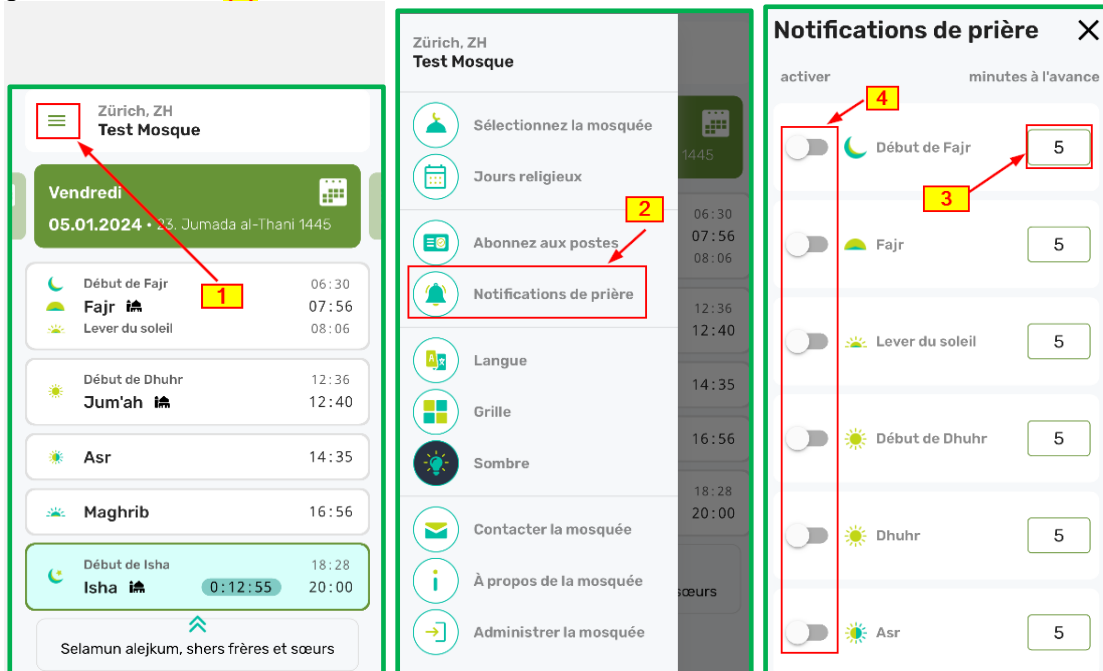 Zürich, ZH
Test Mosque
Vendredi
05.01.2024 • 23. Jumada al-Thani 1445
1
Début de Fajr 06:30
Fajr 07:56
Lever du soleil 08:06
Début de Dhuhr 12:36
Jum'ah 12:40
Asr 14:35
Maghrib 16:56
Début de Isha 18:28
Isha 0:12:55 20:00
Selamun alejkum, shers frères et sœurs
Zürich, ZH
Test Mosque
Sélectionnez la mosquée
Jours religieux
2
Abonnez aux postes
Notifications de prière
Langue
Grille
Sombre
Contacter la mosquée
À propos de la mosquée
Administrer la mosquée
1445
06:30
07:56
08:06
12:36
12:40
14:35
16:56
18:28
20:00
sœurs
Notifications de prière
activer minutes à l'avance
4
Début de Fajr 5
3
Fajr 5
Lever du soleil 5
Début de Dhuhr 5
Dhuhr 5
Asr 5